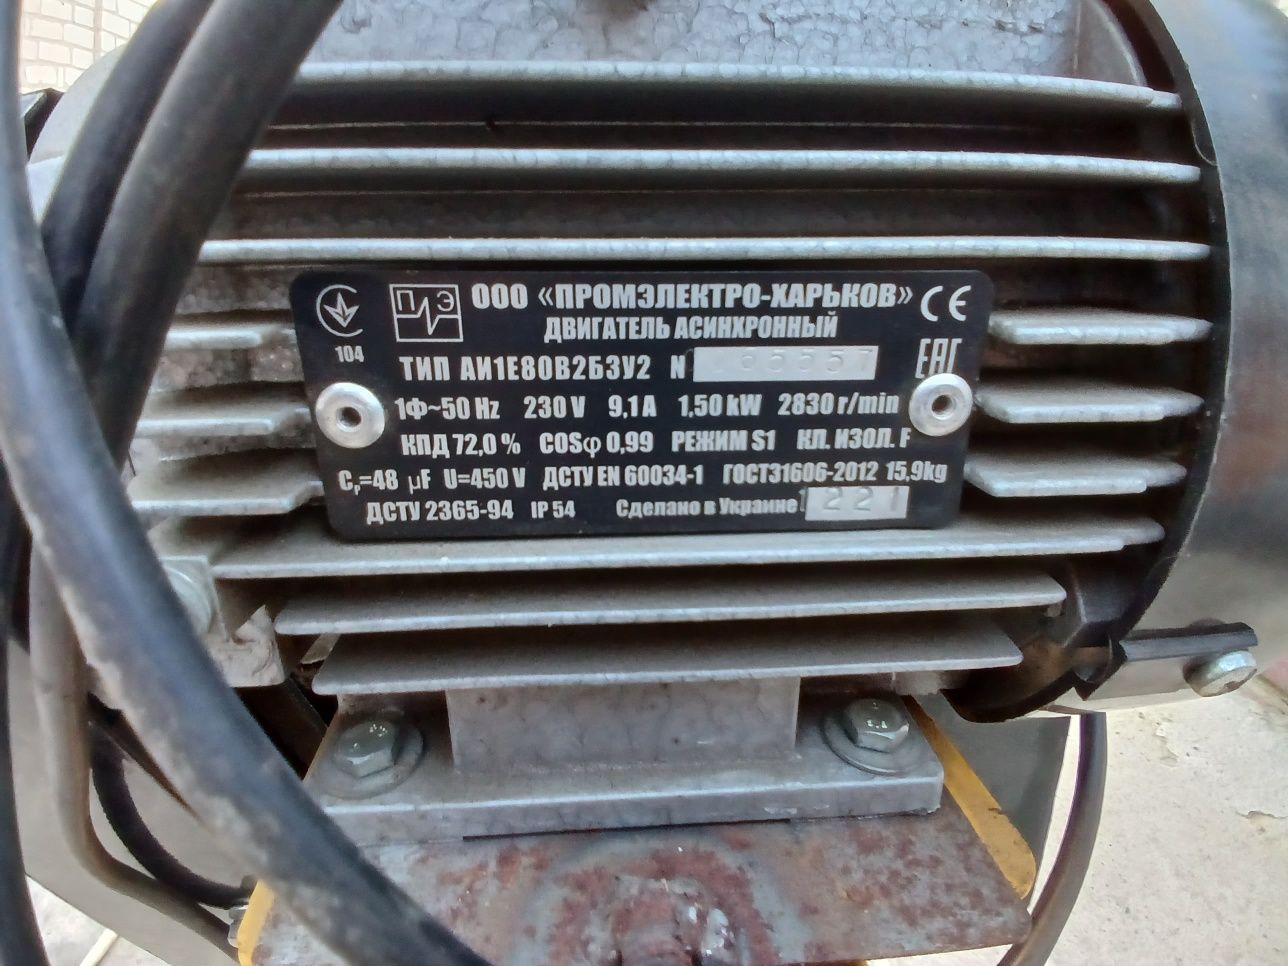 ПЭ ООО «ПРОМЭЛЕКТРО-ХАРЬКОВ» CE
ДВИГАТЕЛЬ АСИНХРОННЫЙ
104 ТИП АИ1Е80В2БЗУ2 N EAC
1Ф~50 Hz 230 V 9,1 A 1,50 kW 2830 r/min
КПД 72,0 % COSφ 0,99 РЕЖИМ S1 КЛ. ИЗОЛ. F
Cр=48 µF U=450 V ДСТУ EN 60034-1 ГОСТ31606-2012 15,9kg
ДСТУ 2365-94 IP 54 Сделано в Украине 1221